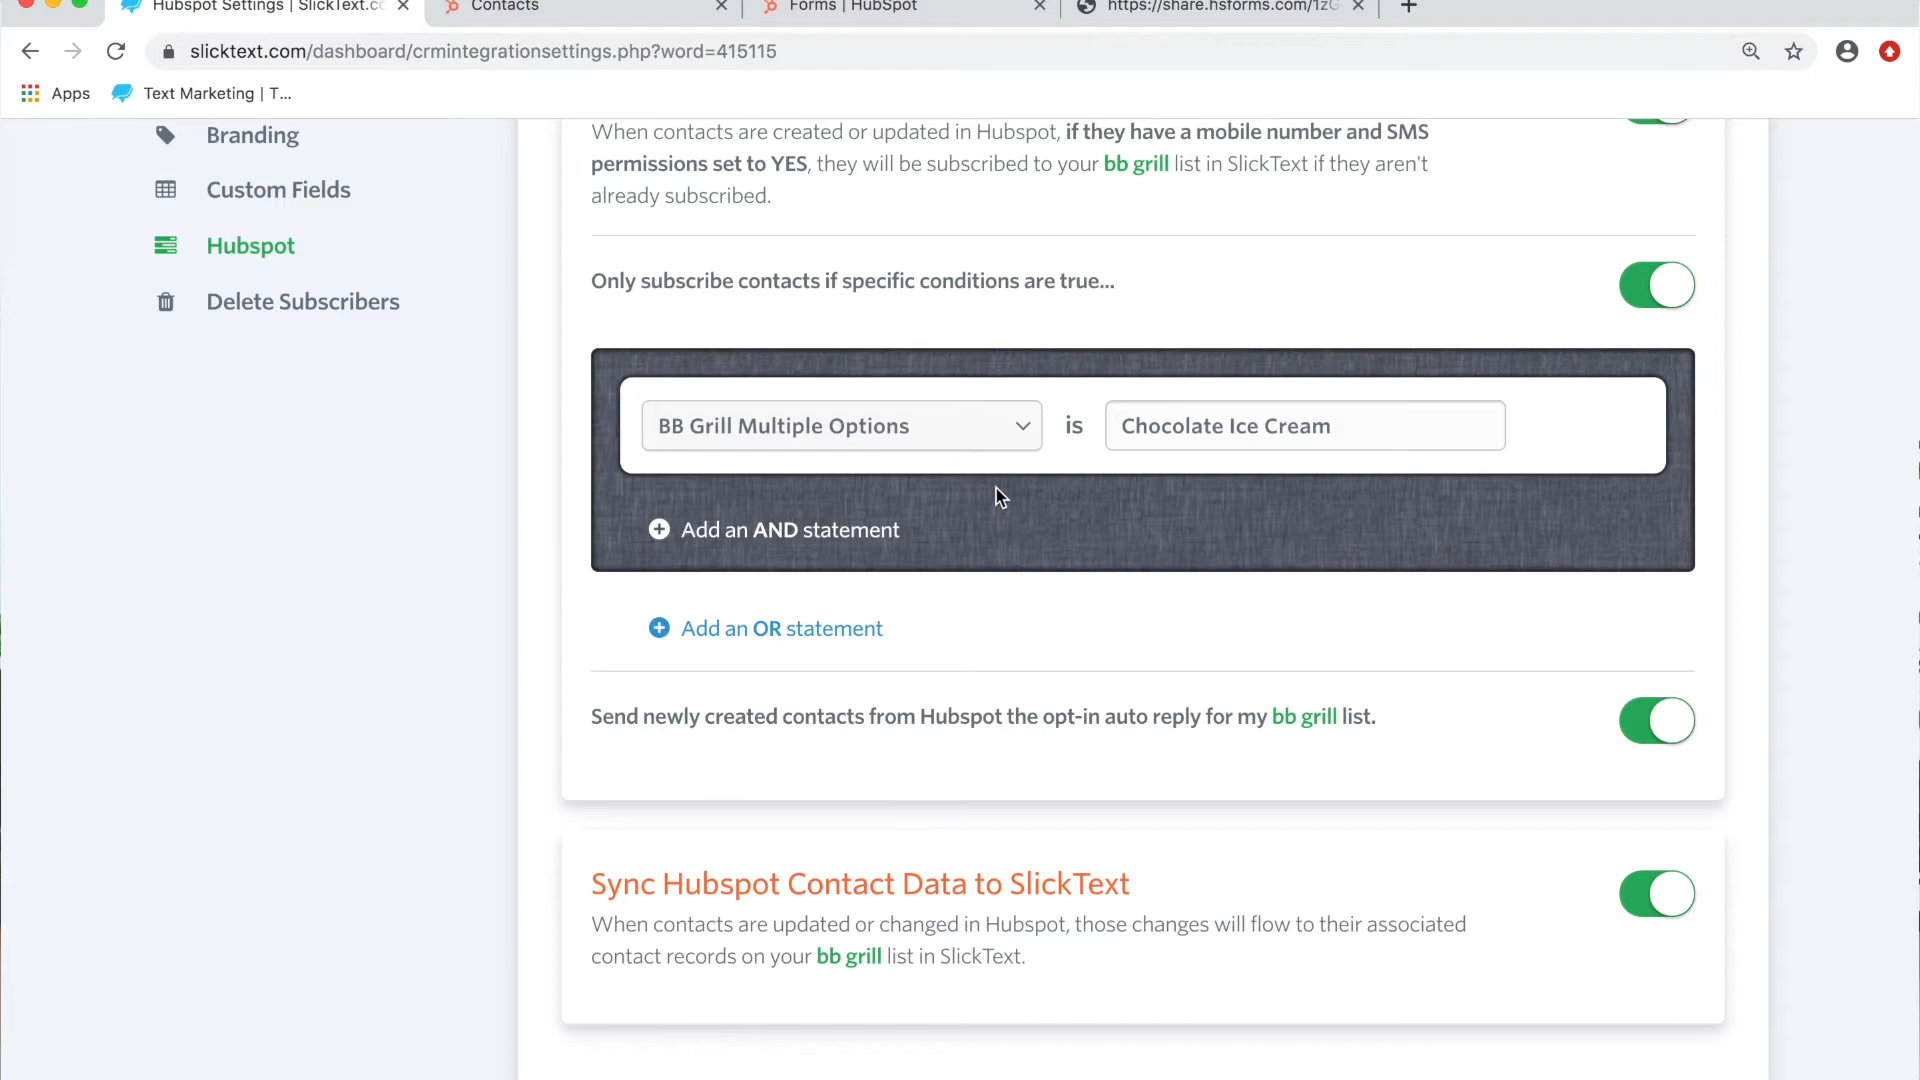 Hubspot Settings | SlickText.co
Contacts
Forms | HubSpot
https://share.hsforms.com/1zG
slicktext.com/dashboard/crmintegrationsettings.php?word=415115
Apps
Text Marketing | T...
Branding
Custom Fields
Hubspot
Delete Subscribers
When contacts are created or updated in Hubspot, if they have a mobile number and SMS
permissions set to YES, they will be subscribed to your bb grill list in SlickText if they aren't
already subscribed.
Only subscribe contacts if specific conditions are true...
BB Grill Multiple Options is Chocolate Ice Cream
Add an AND statement
Add an OR statement
Send newly created contacts from Hubspot the opt-in auto reply for my bb grill list.
Sync Hubspot Contact Data to SlickText
When contacts are updated or changed in Hubspot, those changes will flow to their associated
contact records on your bb grill list in SlickText.